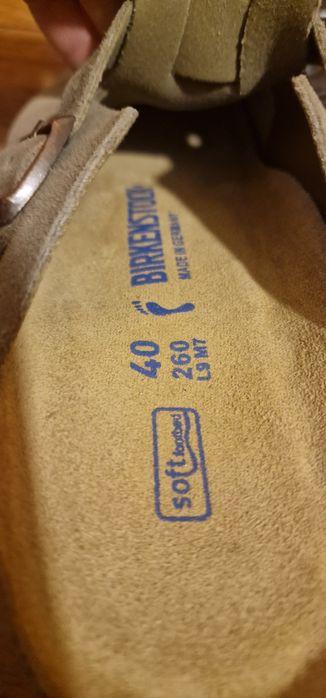 BIRKENSTOCK
MADE IN GERMANY
40
260
L9 M7
soft footbed